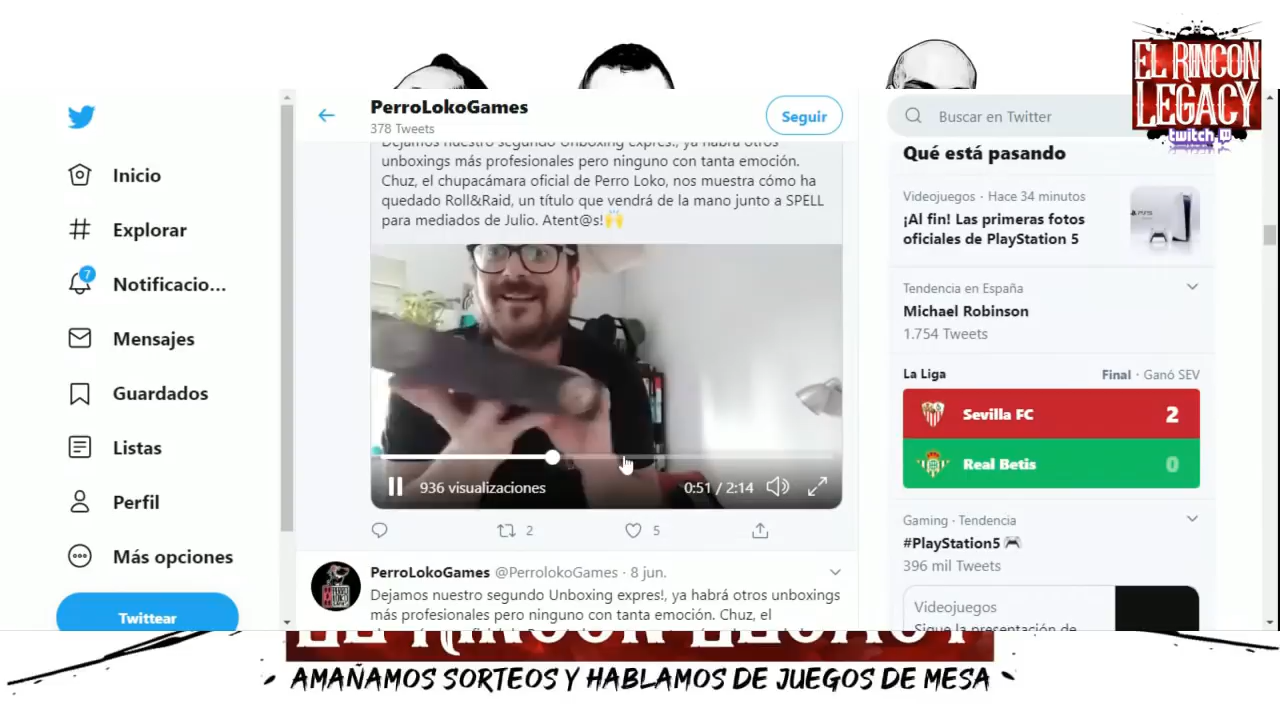 EL RINCON
LEGACY
twitch
PerroLokoGames
378 Tweets
Seguir
Buscar en Twitter
Inicio
Explorar
7
Notificacio...
Mensajes
Guardados
Listas
Perfil
Más opciones
Twittear
Dejamos nuestro segundo Unboxing expres!, ya habrá otros
unboxings más profesionales pero ninguno con tanta emoción.
Chuz, el chupacámara oficial de Perro Loko, nos muestra cómo ha
quedado Roll&Raid, un título que vendrá de la mano junto a SPELL
para mediados de Julio. Atent@s!🙌
936 visualizaciones
0:51 / 2:14
2
5
PerroLokoGames @PerrolokoGames · 8 jun.
Dejamos nuestro segundo Unboxing expres!, ya habrá otros unboxings
más profesionales pero ninguno con tanta emoción. Chuz, el
Qué está pasando
Videojuegos · Hace 34 minutos
¡Al fin! Las primeras fotos
oficiales de PlayStation 5
Tendencia en España
Michael Robinson
1.754 Tweets
La Liga
Final · Ganó SEV
Sevilla FC 2
Real Betis 0
Gaming · Tendencia
#PlayStation5 🎮
396 mil Tweets
Videojuegos
Sigue la presentación de
EL RINCON LEGACY
AMAÑAMOS SORTEOS Y HABLAMOS DE JUEGOS DE MESA